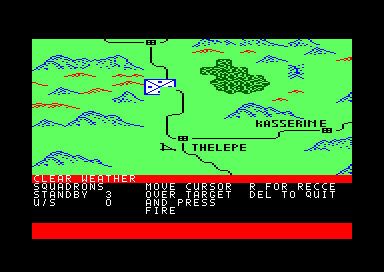 KASSERINE
THELEPE
CLEAR WEATHER
SQUADRONS MOVE CURSOR R FOR RECCE
STANDBY 3 OVER TARGET DEL TO QUIT
U/S 0 AND PRESS
FIRE